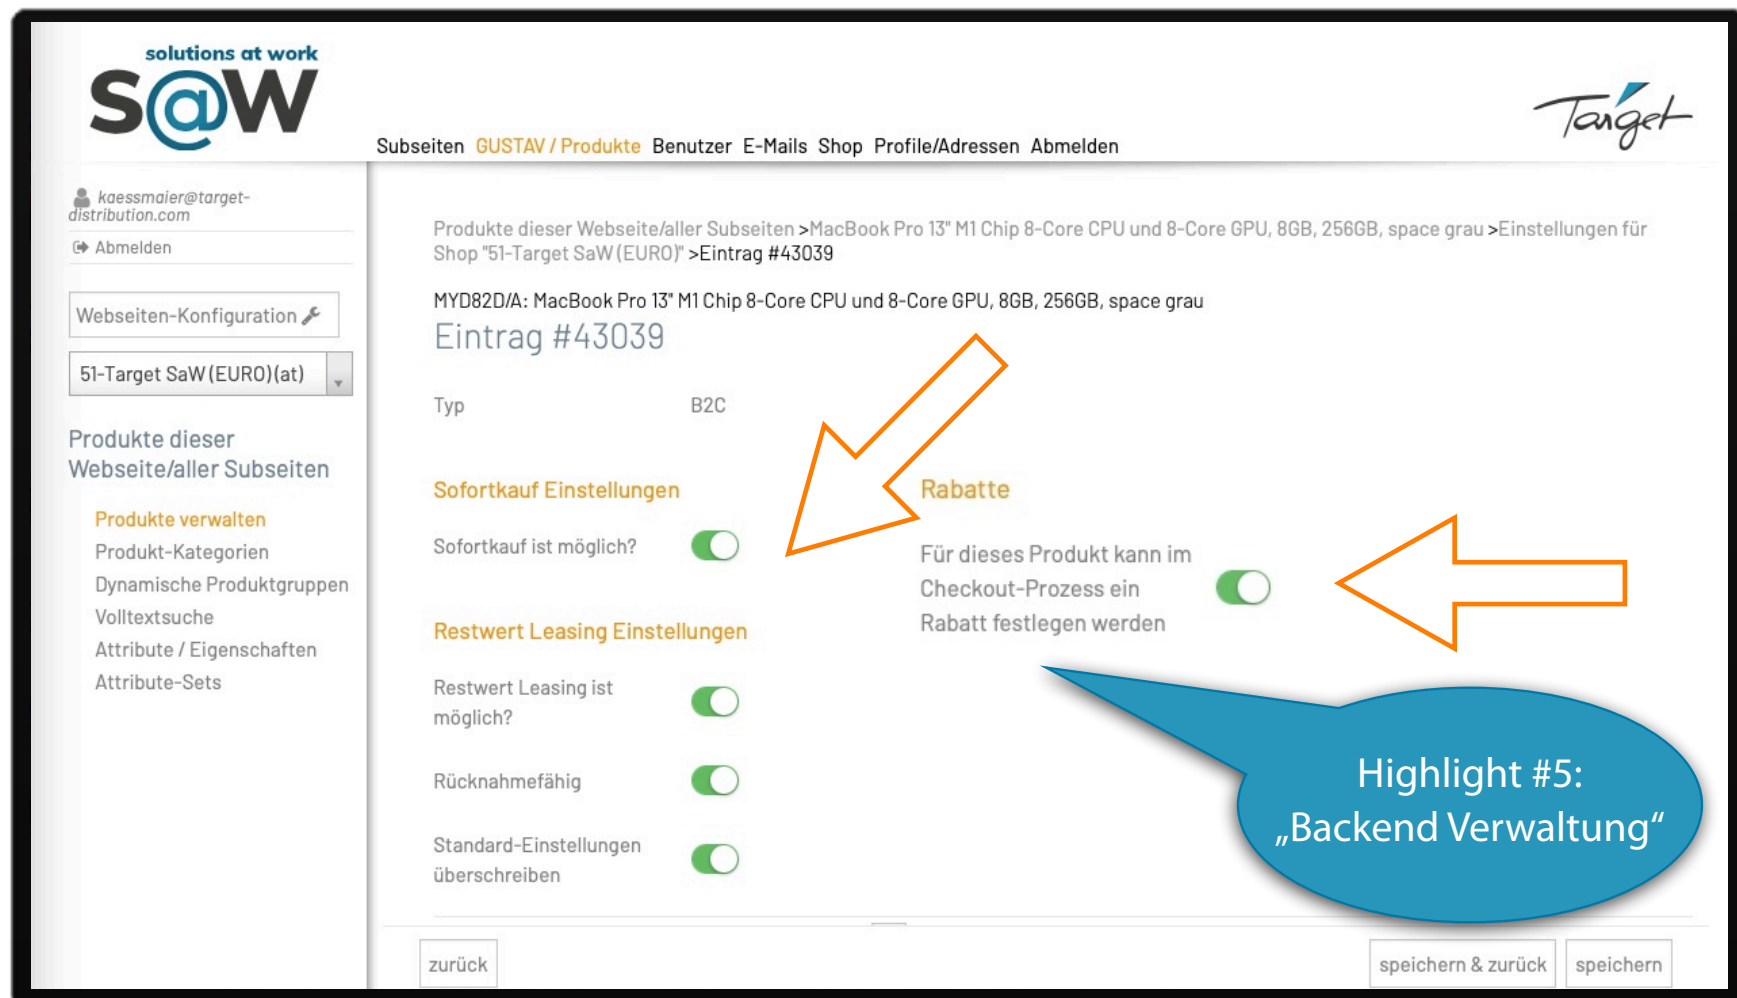 solutions at work
S@W
Target
Subseiten GUSTAV / Produkte Benutzer E-Mails Shop Profile/Adressen Abmelden
kaessmaier@target-
distribution.com
Abmelden
Webseiten-Konfiguration
51-Target SaW (EURO) (at)
Produkte dieser
Webseite/aller Subseiten
Produkte verwalten
Produkt-Kategorien
Dynamische Produktgruppen
Volltextsuche
Attribute / Eigenschaften
Attribute-Sets
Produkte dieser Webseite/aller Subseiten >MacBook Pro 13" M1 Chip 8-Core CPU und 8-Core GPU, 8GB, 256GB, space grau >Einstellungen für
Shop "51-Target SaW (EURO)" >Eintrag #43039
MYD82D/A: MacBook Pro 13" M1 Chip 8-Core CPU und 8-Core GPU, 8GB, 256GB, space grau
Eintrag #43039
Typ B2C
Sofortkauf Einstellungen
Sofortkauf ist möglich?
Restwert Leasing Einstellungen
Restwert Leasing ist
möglich?
Rücknahmefähig
Standard-Einstellungen
überschreiben
Rabatte
Für dieses Produkt kann im
Checkout-Prozess ein
Rabatt festlegen werden
Highlight #5:
„Backend Verwaltung“
zurück
speichern & zurück
speichern